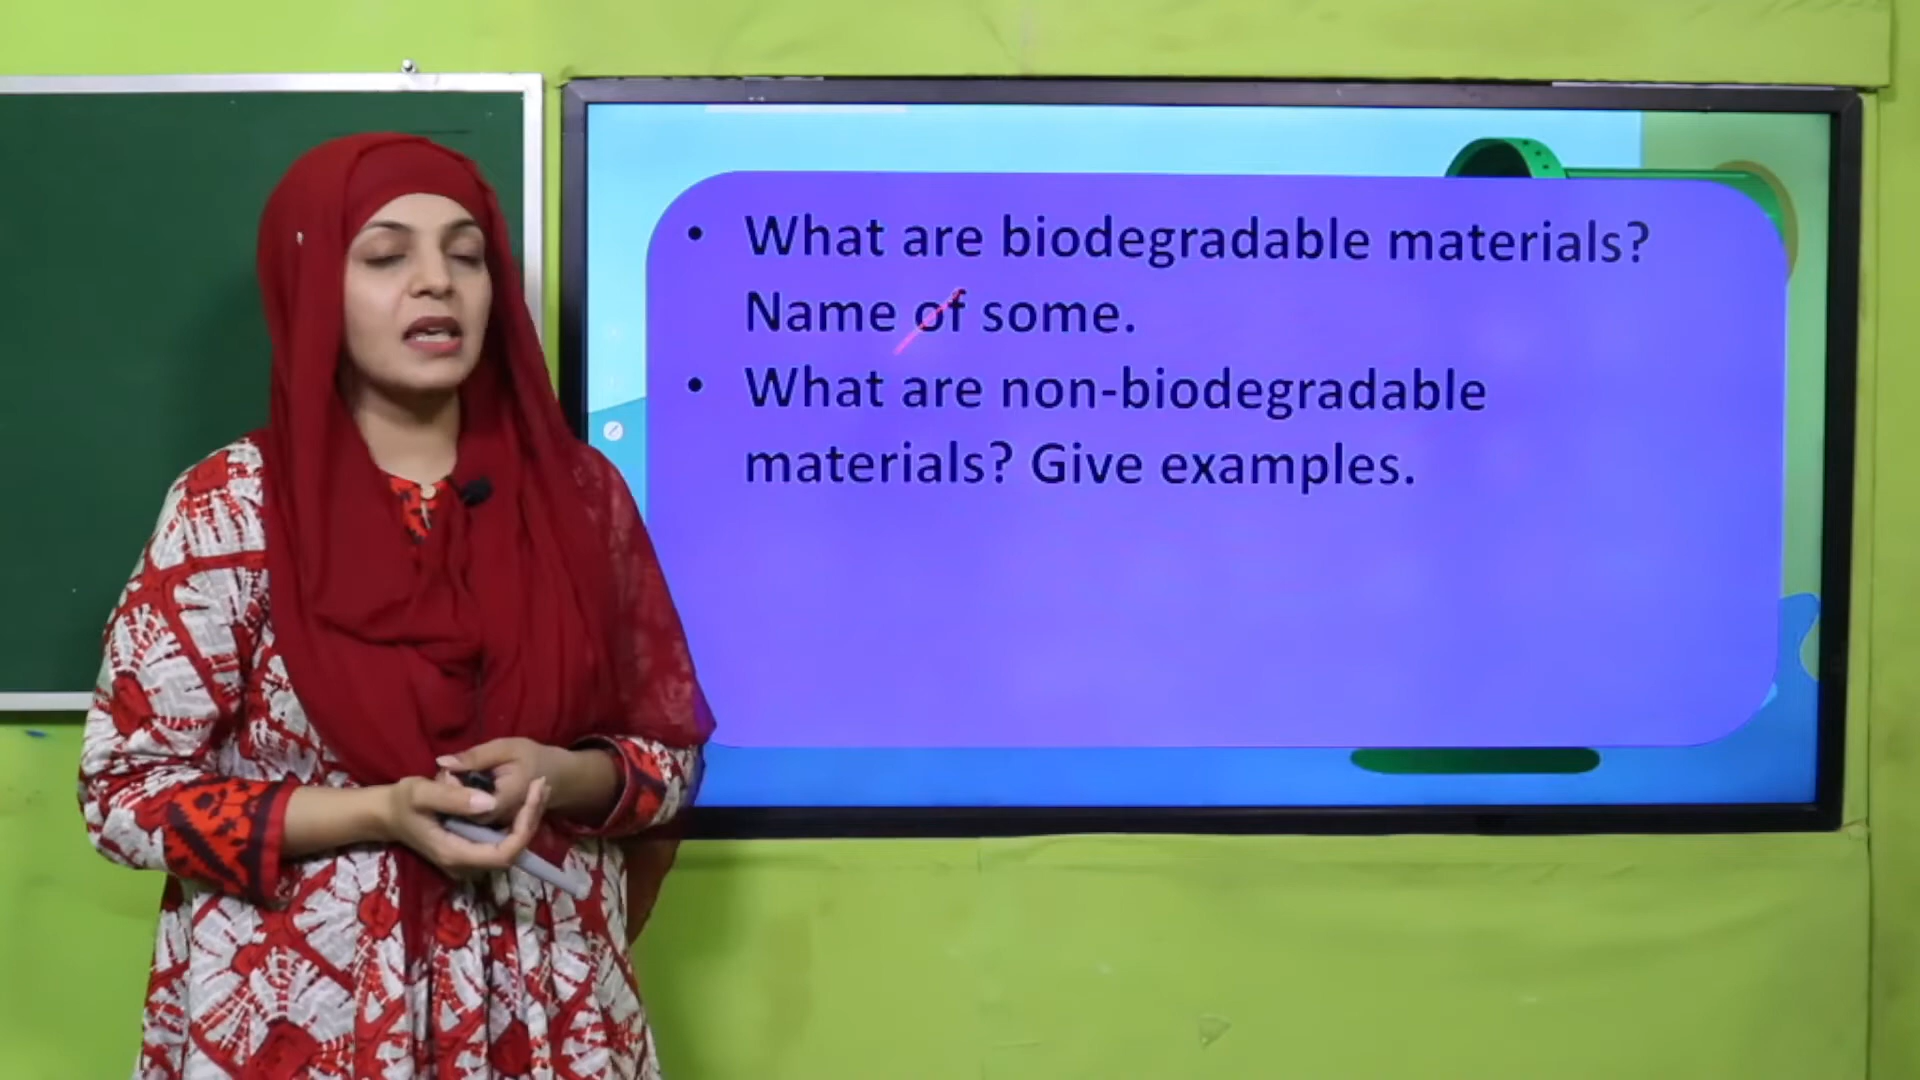 • What are biodegradable materials?
Name of some.
• What are non-biodegradable
materials? Give examples.